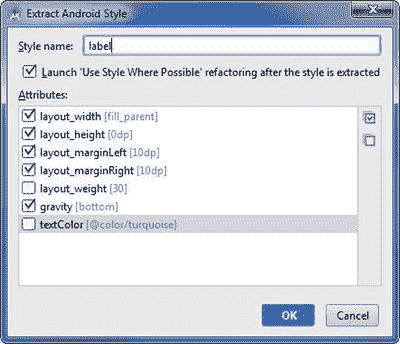 Extract Android Style
Style name: label
Launch 'Use Style Where Possible' refactoring after the style is extracted
Attributes:
layout_width [fill_parent]
layout_height [0dp]
layout_marginLeft [10dp]
layout_marginRight [10dp]
layout_weight [30]
gravity [bottom]
textColor [@color/turquoise]
OK Cancel